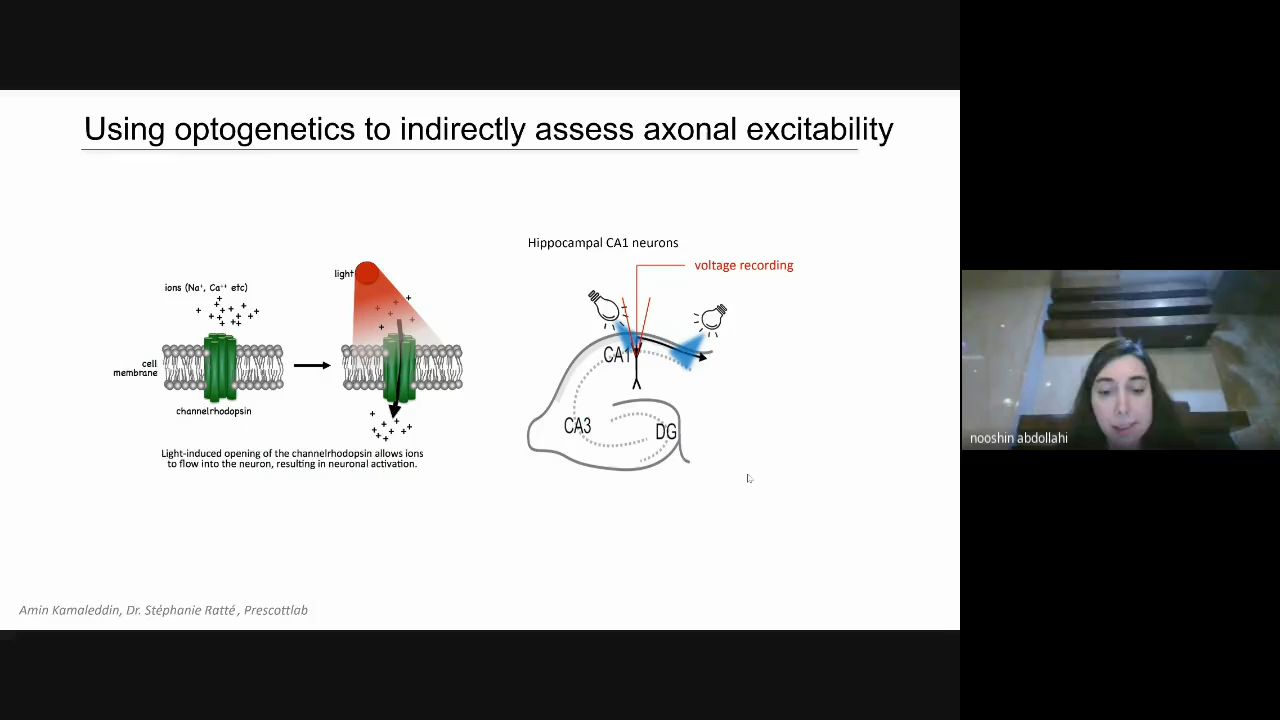 Using optogenetics to indirectly assess axonal excitability
Hippocampal CA1 neurons
voltage recording
light
ions (Na⁺, Ca⁺⁺ etc)
cell
membrane
channelrhodopsin
Light-induced opening of the channelrhodopsin allows ions
to flow into the neuron, resulting in neuronal activation.
CA1
CA3
DG
nooshin abdollahi
Amin Kamaleddin, Dr. Stéphanie Ratté, Prescottlab